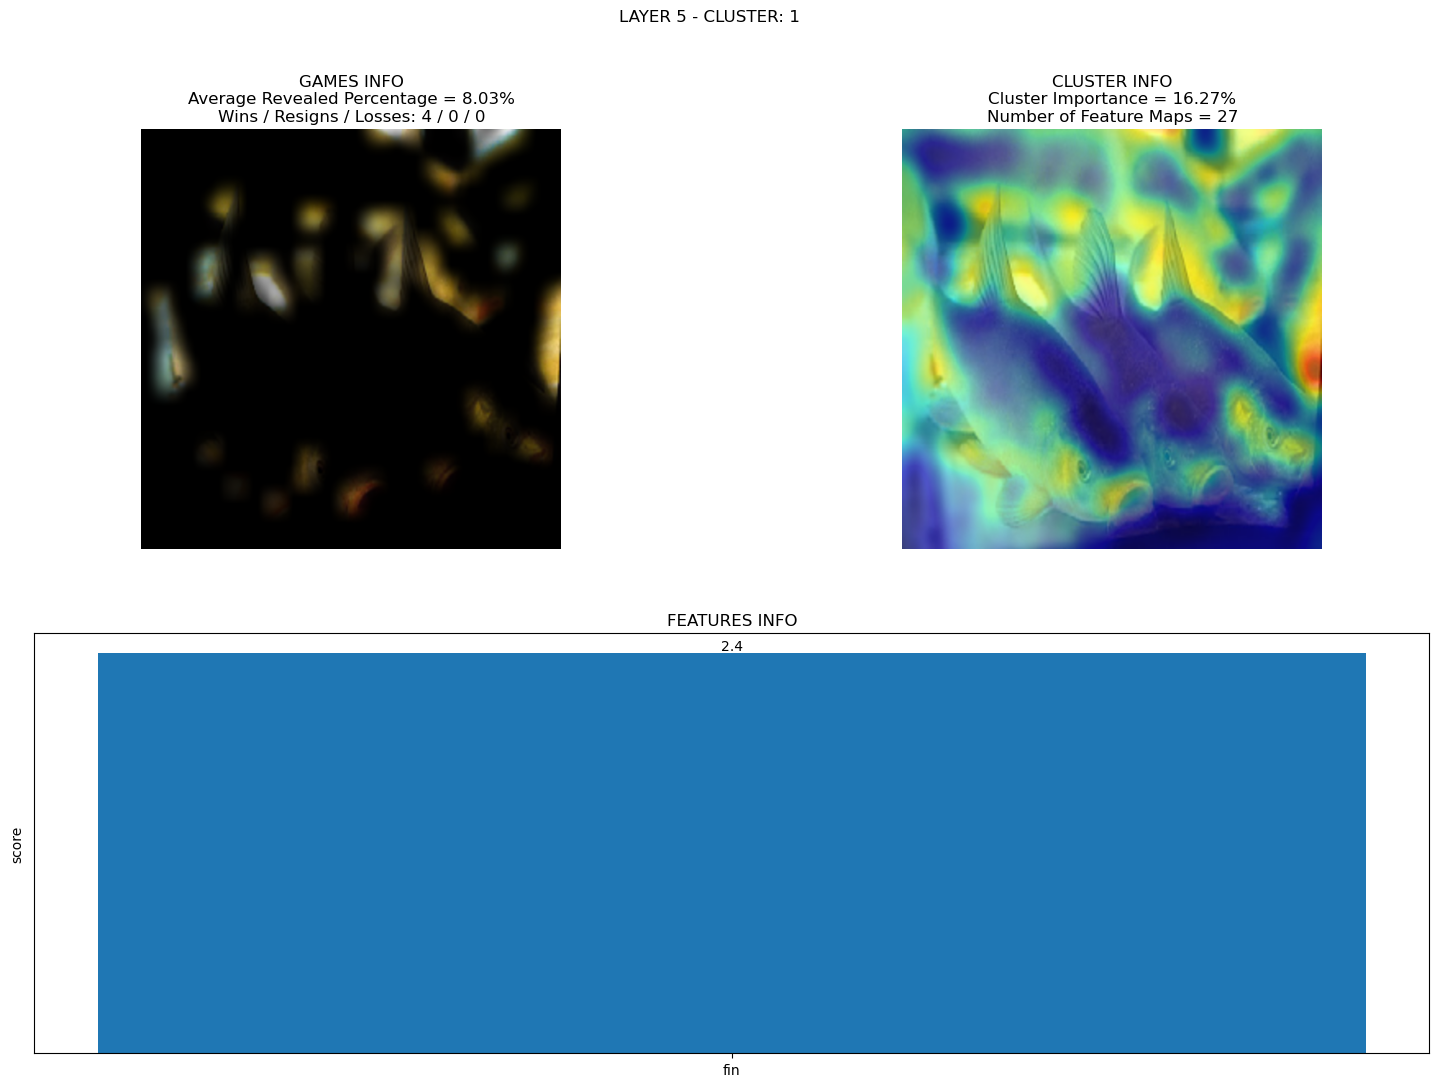 LAYER 5 - CLUSTER: 1
GAMES INFO
Average Revealed Percentage = 8.03%
Wins / Resigns / Losses: 4 / 0 / 0
CLUSTER INFO
Cluster Importance = 16.27%
Number of Feature Maps = 27
FEATURES INFO
2.4
score
fin